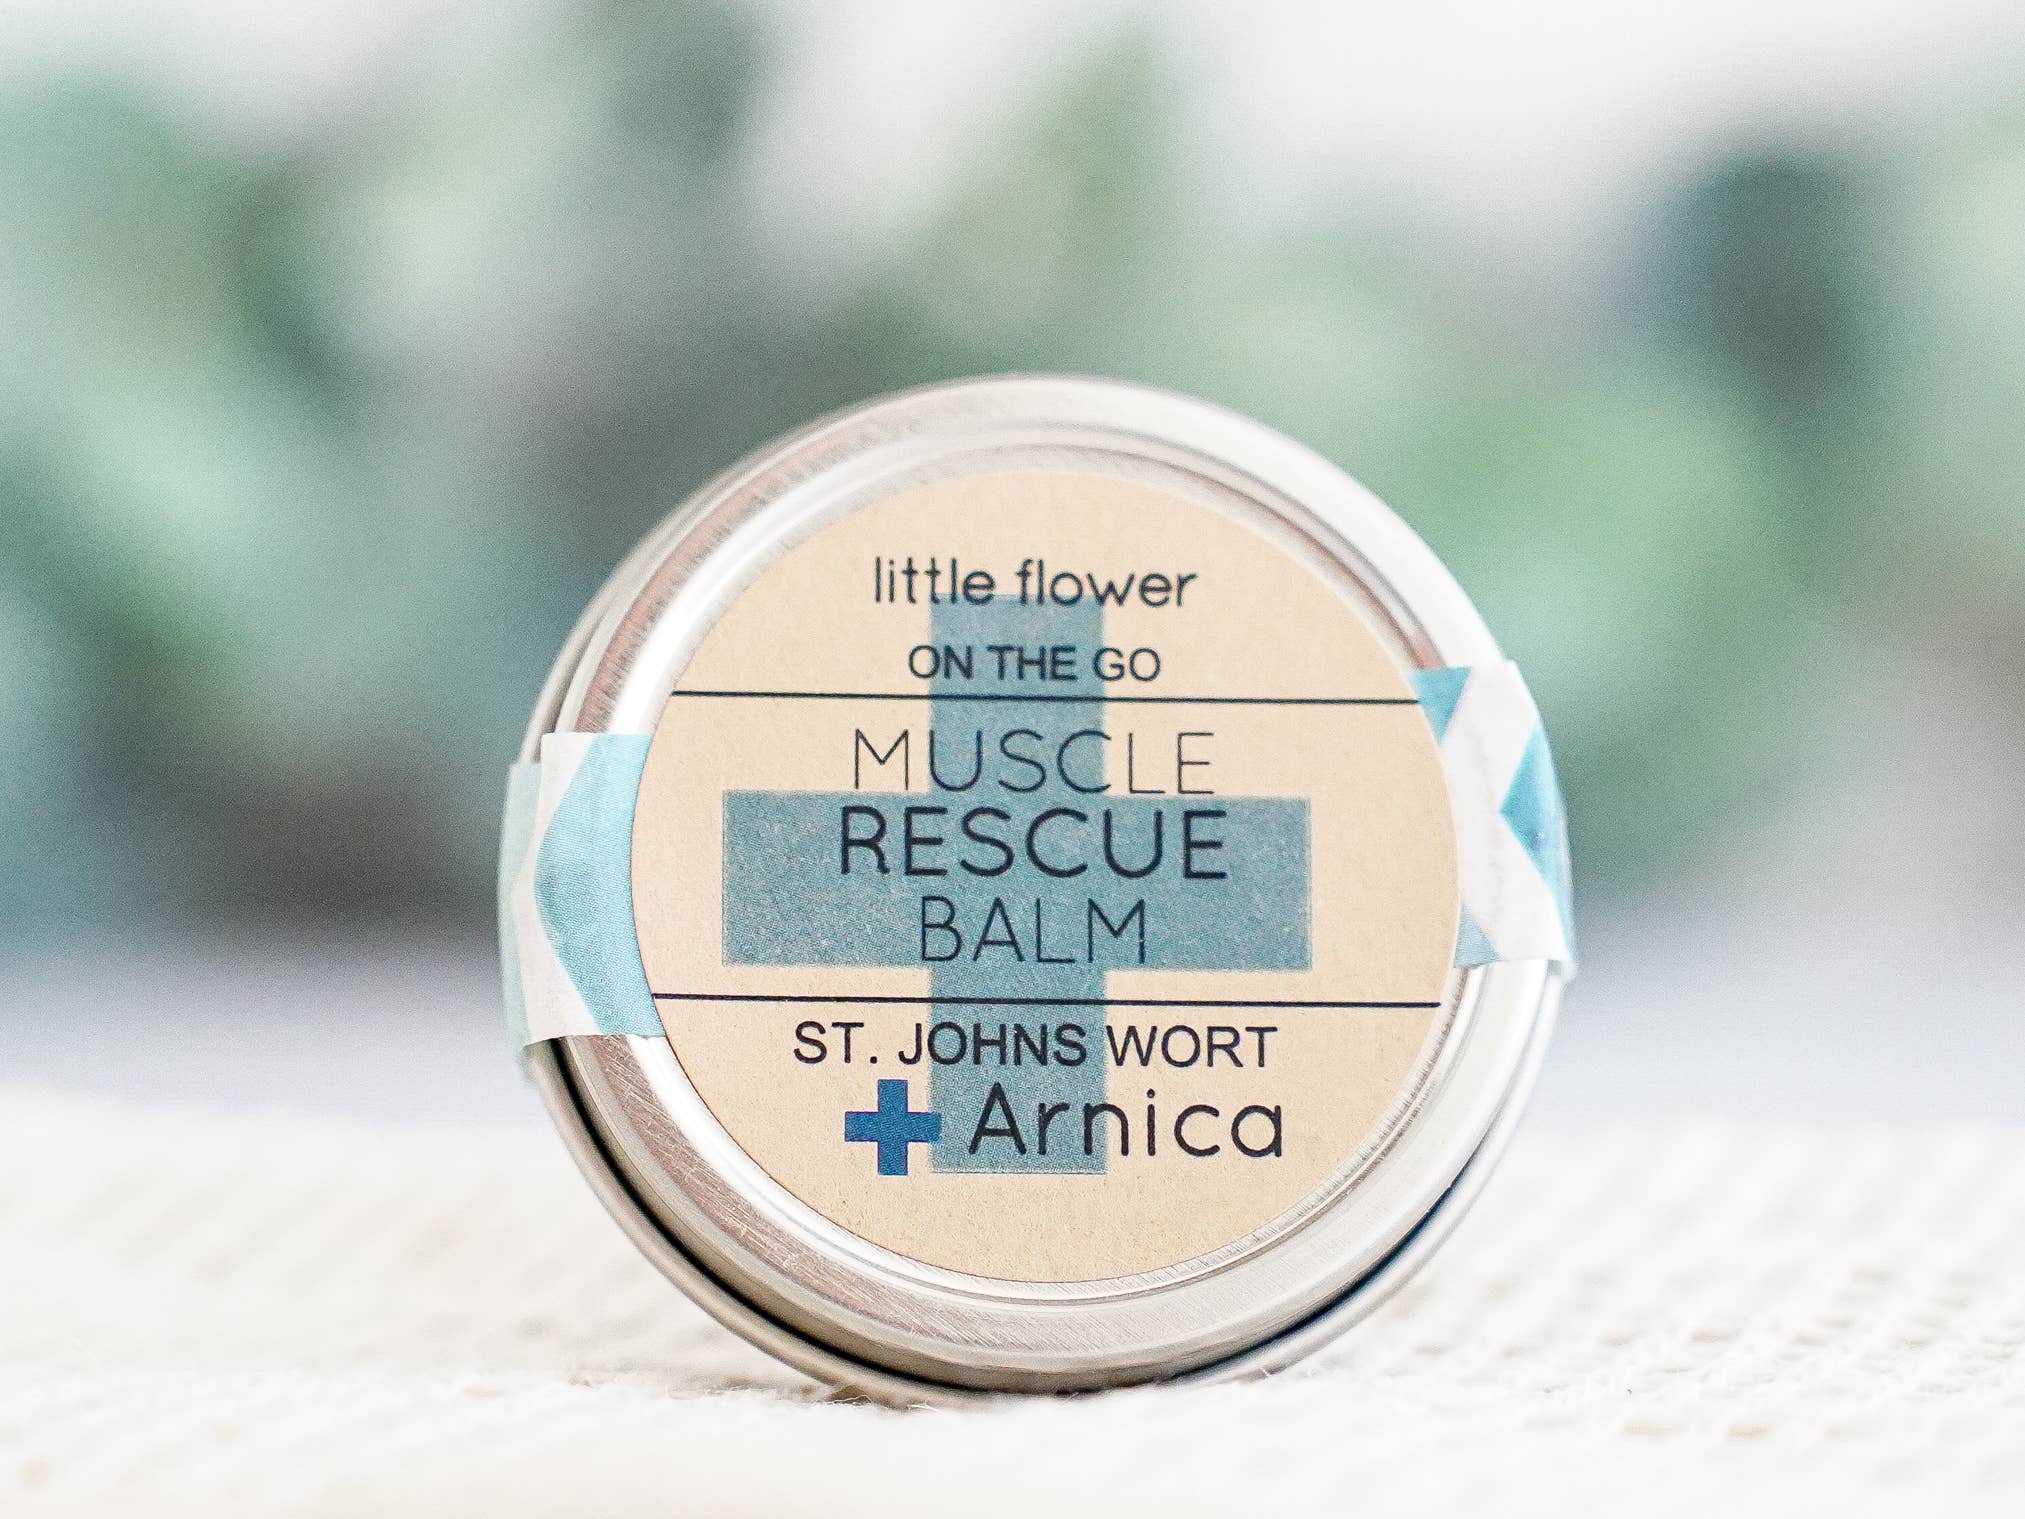 little flower
ON THE GO
MUSCLE
RESCUE
BALM
ST. JOHNS WORT
+ Arnica